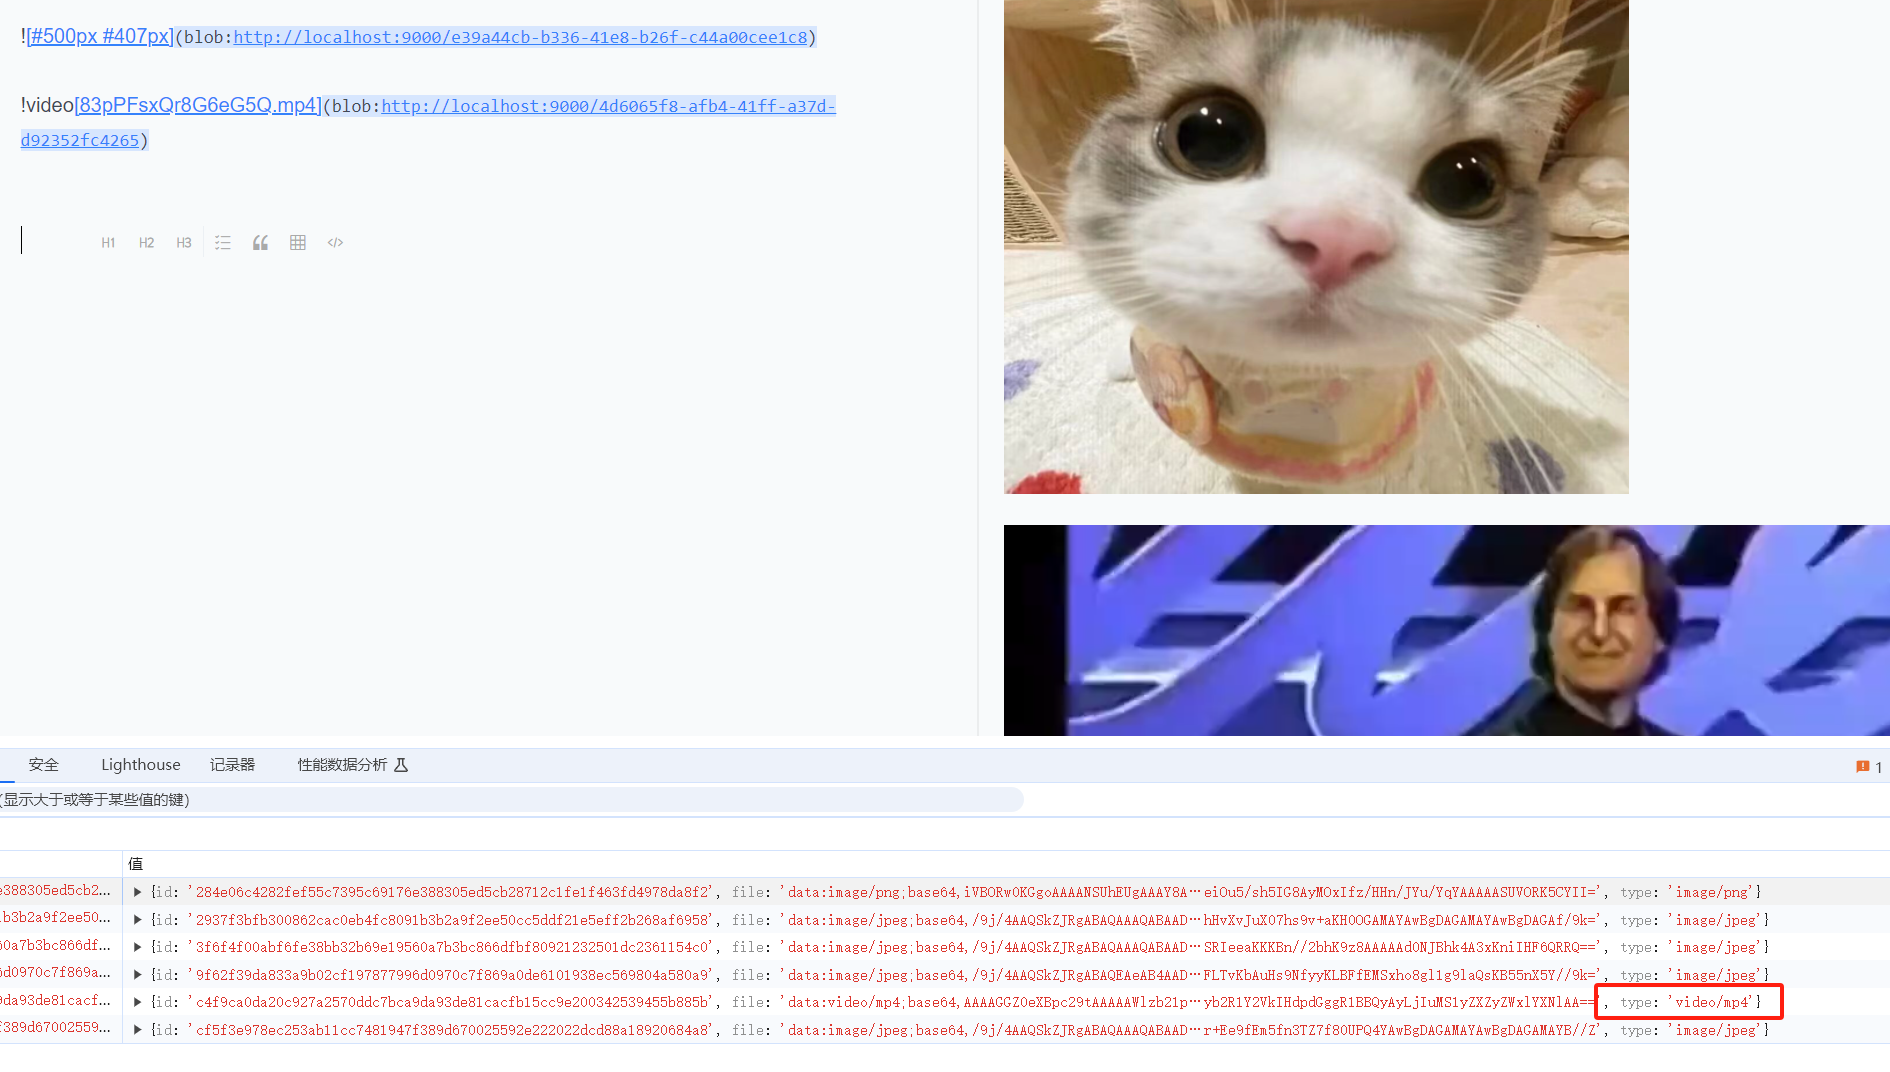 ![#500px #407px](blob:http://localhost:9000/e39a44cb-b336-41e8-b26f-c44a00cee1c8)
!video[83pPFsxQr8G6eG5Q.mp4](blob:http://localhost:9000/4d6065f8-afb4-41ff-a37d-
d92352fc4265)
H1 H2 H3 </>
安全 Lighthouse 记录器 性能数据分析 1
(显示大于或等于某些值的键)
值
e388305ed5cb2... {id: '284e06c4282fef55c7395c69176e388305ed5cb28712c1fe1f463fd4978da8f2', file: 'data:image/png;base64,iVBORw0KGgoAAAANSUhEUgAAAY8A…eiOu5/sh5IG8AyMOxIfz/HHn/JYu/YqYAAAAASUVORK5CYII=', type: 'image/png'}
b3b2a9f2ee50... {id: '2937f3bfb300862cac0eb4fc8091b3b2a9f2ee50cc5ddf21e5eff2b268af6958', file: 'data:image/jpeg;base64,/9j/4AAQSkZJRgABAQAAAQABAAD…hHvXvJuX07hs9v+aKHOOGAMAYAwBgDAGAMAYAwBgDAGAf/9k=', type: 'image/jpeg'}
60a7b3bc866df... {id: '3f6f4f00abf6fe38bb32b69e19560a7b3bc866dfbf80921232501dc2361154c0', file: 'data:image/jpeg;base64,/9j/4AAQSkZJRgABAQAAAQABAAD…SRIeeaKKKBn//2bhK9z8AAAAAd0NJBhk4A3xKniIHF6QRRQ==', type: 'image/jpeg'}
6d0970c7f869a... {id: '9f62f39da833a9b02cf197877996d0970c7f869a0de6101938ec569804a580a9', file: 'data:image/jpeg;base64,/9j/4AAQSkZJRgABAQEAeAB4AAD…FLTvKbAuHs9NfyyKLBFfEMSxho8gl1g9laQsKB55nX5Y//9k=', type: 'image/jpeg'}
9da93de81cacf... {id: 'c4f9ca0da20c927a2570ddc7bca9da93de81cacfb15cc9e200342539455b885b', file: 'data:video/mp4;base64,AAAAGGZ0eXBpc29tAAAAAWlzb21p…yb2R1Y2VkIHdpdGggR1BBQyAyLjIuMS1yZXZyZWxlYXNlAA==', type: 'video/mp4'}
f389d67002559... {id: 'cf5f3e978ec253ab11cc7481947f389d670025592e222022dcd88a18920684a8', file: 'data:image/jpeg;base64,/9j/4AAQSkZJRgABAQAAAQABAAD…r+Ee9fEm5fn3TZ7f80UPQ4YAwBgDAGAMAYAwBgDAGAMAYB//Z', type: 'image/jpeg'}